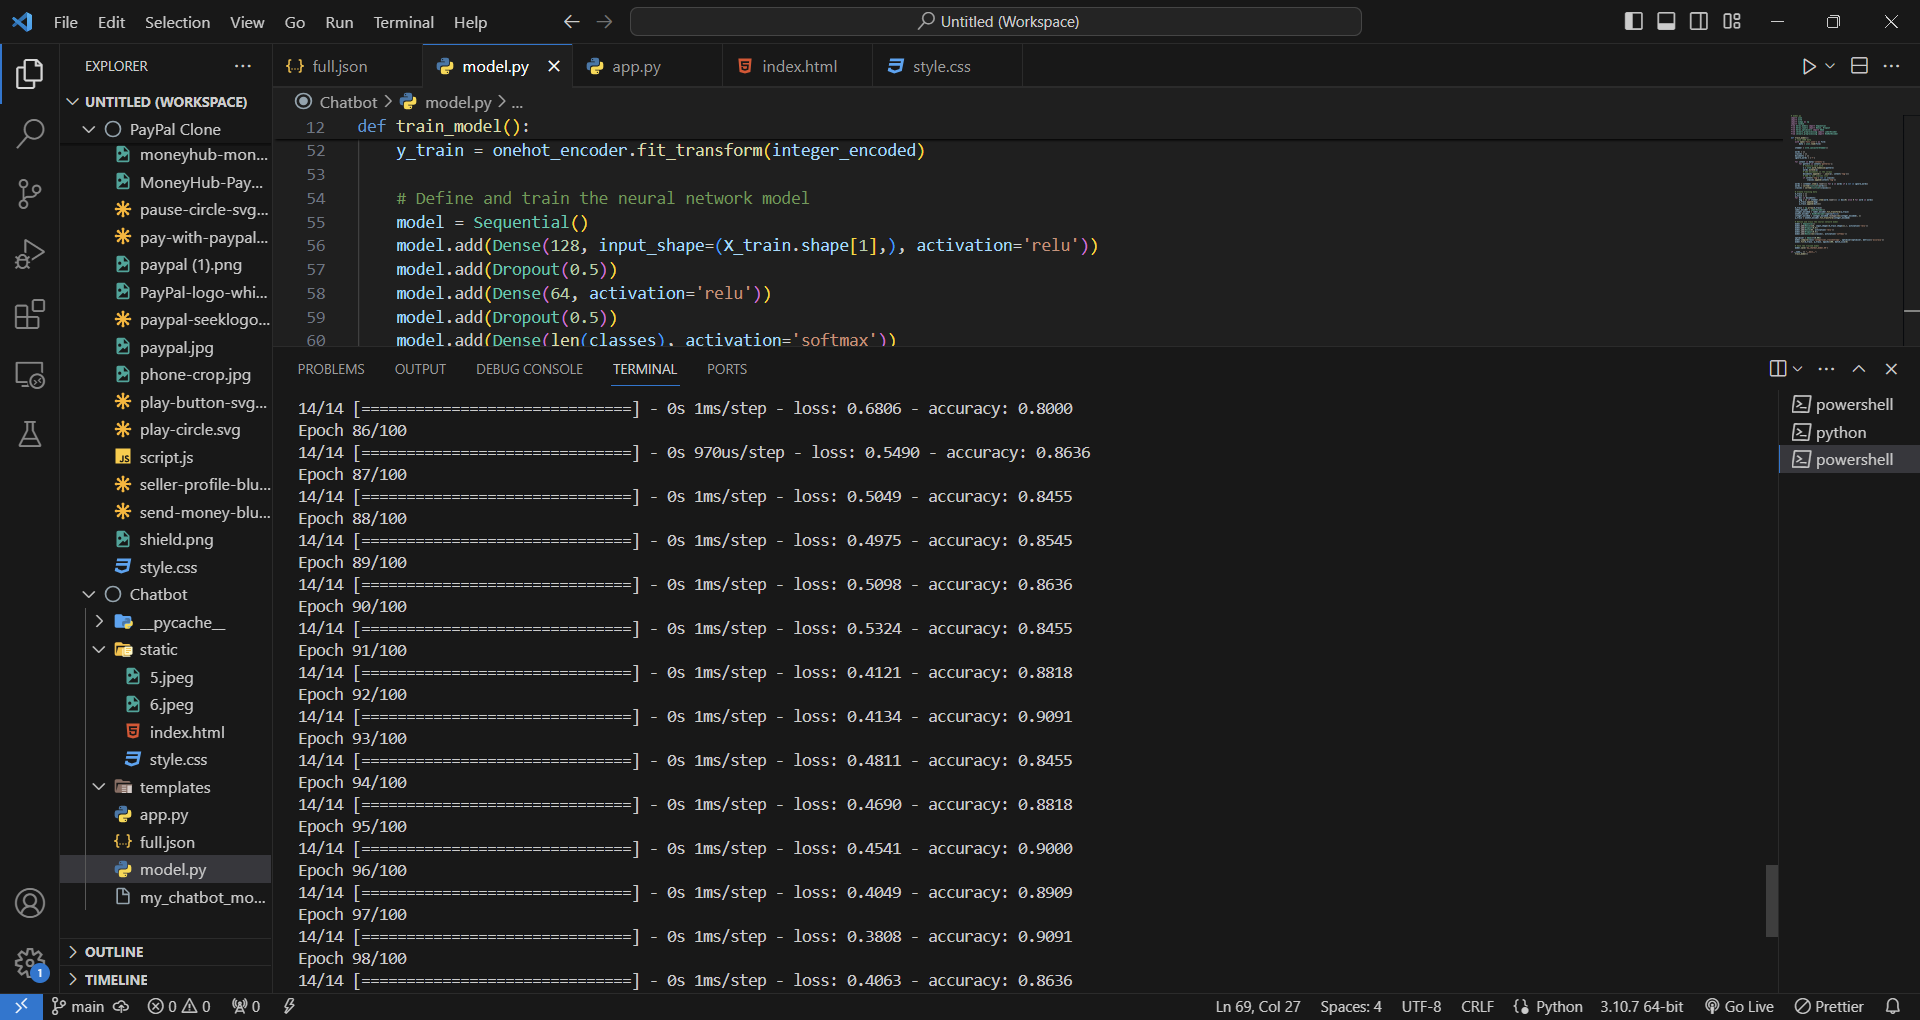 File Edit Selection View Go Run Terminal Help
Untitled (Workspace)
EXPLORER
UNTITLED (WORKSPACE)
PayPal Clone
moneyhub-mon...
MoneyHub-Pay...
pause-circle-svg...
pay-with-paypal...
paypal (1).png
PayPal-logo-whi...
paypal-seeklogo...
paypal.jpg
phone-crop.jpg
play-button-svg...
play-circle.svg
script.js
seller-profile-blu...
send-money-blu...
shield.png
style.css
Chatbot
__pycache__
static
5.jpeg
6.jpeg
index.html
style.css
templates
app.py
full.json
model.py
my_chatbot_mo...
OUTLINE
TIMELINE
full.json model.py app.py index.html style.css
Chatbot > model.py > ...
12 def train_model():
52 y_train = onehot_encoder.fit_transform(integer_encoded)
53
54 # Define and train the neural network model
55 model = Sequential()
56 model.add(Dense(128, input_shape=(X_train.shape[1],), activation='relu'))
57 model.add(Dropout(0.5))
58 model.add(Dense(64, activation='relu'))
59 model.add(Dropout(0.5))
60 model.add(Dense(len(classes), activation='softmax'))
PROBLEMS OUTPUT DEBUG CONSOLE TERMINAL PORTS
14/14 [==============================] - 0s 1ms/step - loss: 0.6806 - accuracy: 0.8000
Epoch 86/100
14/14 [==============================] - 0s 970us/step - loss: 0.5490 - accuracy: 0.8636
Epoch 87/100
14/14 [==============================] - 0s 1ms/step - loss: 0.5049 - accuracy: 0.8455
Epoch 88/100
14/14 [==============================] - 0s 1ms/step - loss: 0.4975 - accuracy: 0.8545
Epoch 89/100
14/14 [==============================] - 0s 1ms/step - loss: 0.5098 - accuracy: 0.8636
Epoch 90/100
14/14 [==============================] - 0s 1ms/step - loss: 0.5324 - accuracy: 0.8455
Epoch 91/100
14/14 [==============================] - 0s 1ms/step - loss: 0.4121 - accuracy: 0.8818
Epoch 92/100
14/14 [==============================] - 0s 1ms/step - loss: 0.4134 - accuracy: 0.9091
Epoch 93/100
14/14 [==============================] - 0s 1ms/step - loss: 0.4811 - accuracy: 0.8455
Epoch 94/100
14/14 [==============================] - 0s 1ms/step - loss: 0.4690 - accuracy: 0.8818
Epoch 95/100
14/14 [==============================] - 0s 1ms/step - loss: 0.4541 - accuracy: 0.9000
Epoch 96/100
14/14 [==============================] - 0s 1ms/step - loss: 0.4049 - accuracy: 0.8909
Epoch 97/100
14/14 [==============================] - 0s 1ms/step - loss: 0.3808 - accuracy: 0.9091
Epoch 98/100
14/14 [==============================] - 0s 1ms/step - loss: 0.4063 - accuracy: 0.8636
powershell
python
powershell
1
main 0 0 0
Ln 69, Col 27 Spaces: 4 UTF-8 CRLF Python 3.10.7 64-bit Go Live Prettier